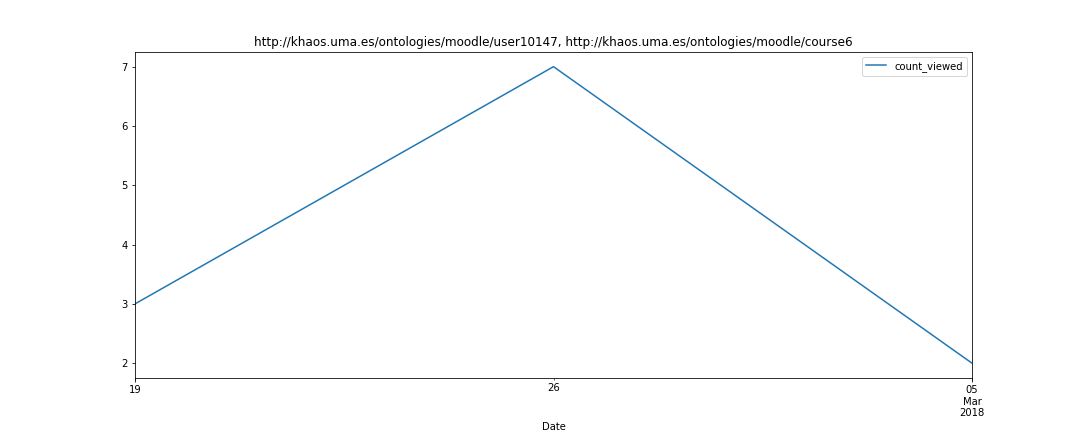 http://khaos.uma.es/ontologies/moodle/user10147, http://khaos.uma.es/ontologies/moodle/course6
count_viewed
7
6
5
4
3
2
19
26
05
Mar
2018
Date